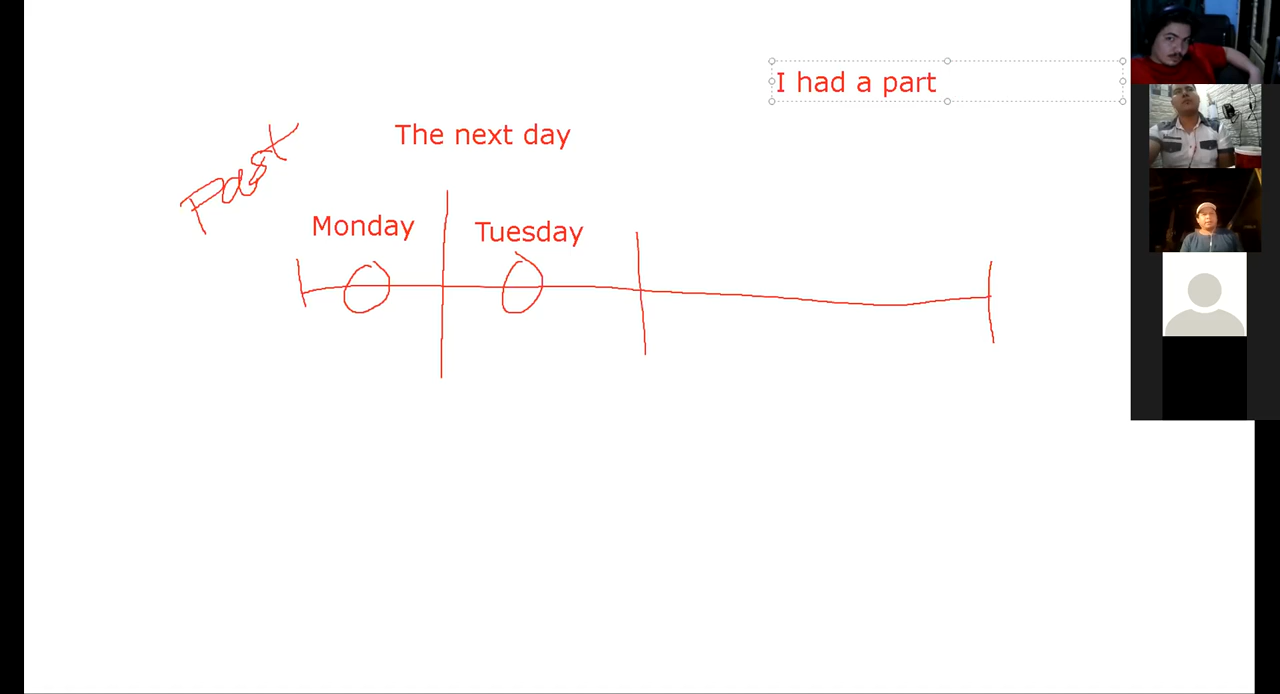 I had a part
The next day
Past
Monday
Tuesday